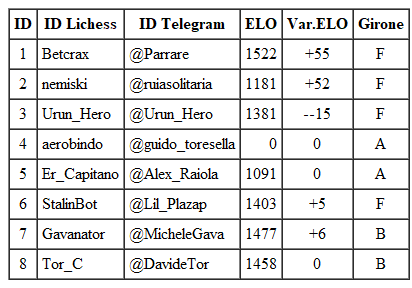 ID ID Lichess ID Telegram ELO Var.ELO Girone
1 Betcrax @Parrare 1522 +55 F
2 nemiski @ruiasolitaria 1181 +52 F
3 Urun_Hero @Urun_Hero 1381 --15 F
4 aerobindo @guido_toresella 0 0 A
5 Er_Capitano @Alex_Raiola 1091 0 A
6 StalinBot @Lil_Plazap 1403 +5 F
7 Gavanator @MicheleGava 1477 +6 B
8 Tor_C @DavideTor 1458 0 B